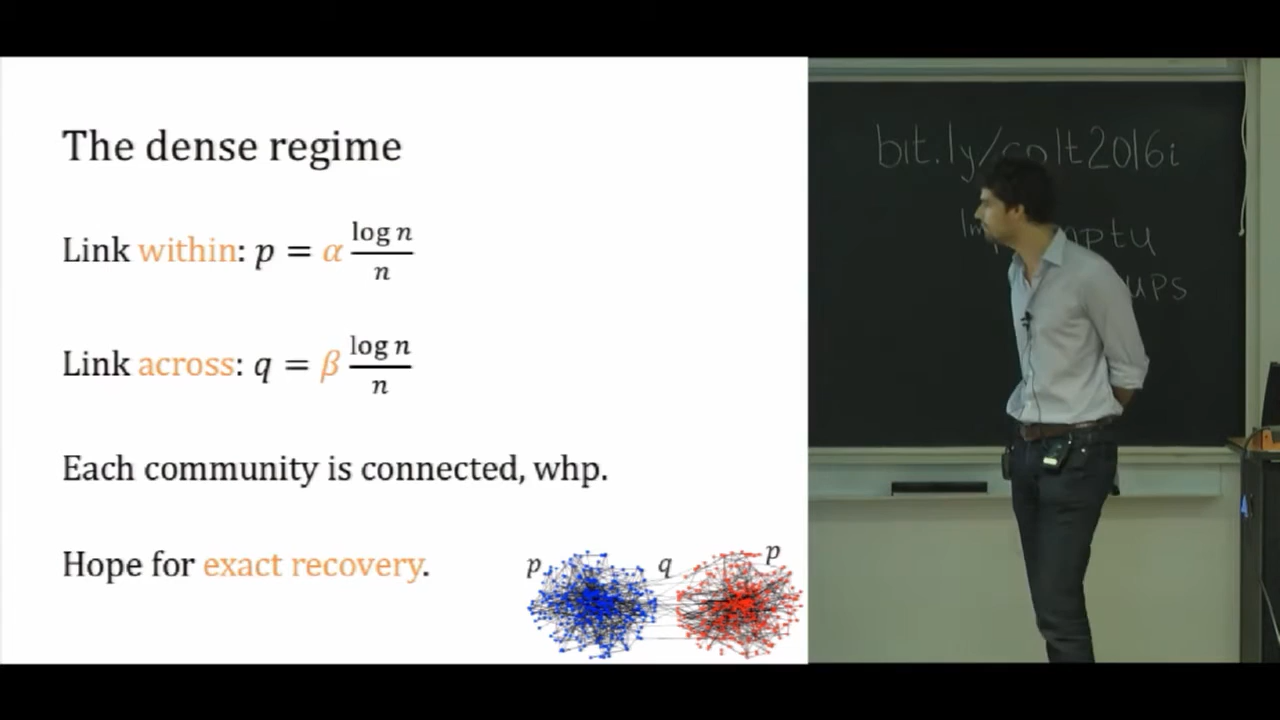 The dense regime
Link within: p = α log n / n
Link across: q = β log n / n
Each community is connected, whp.
Hope for exact recovery.
p q p
bit.ly/colt2016i